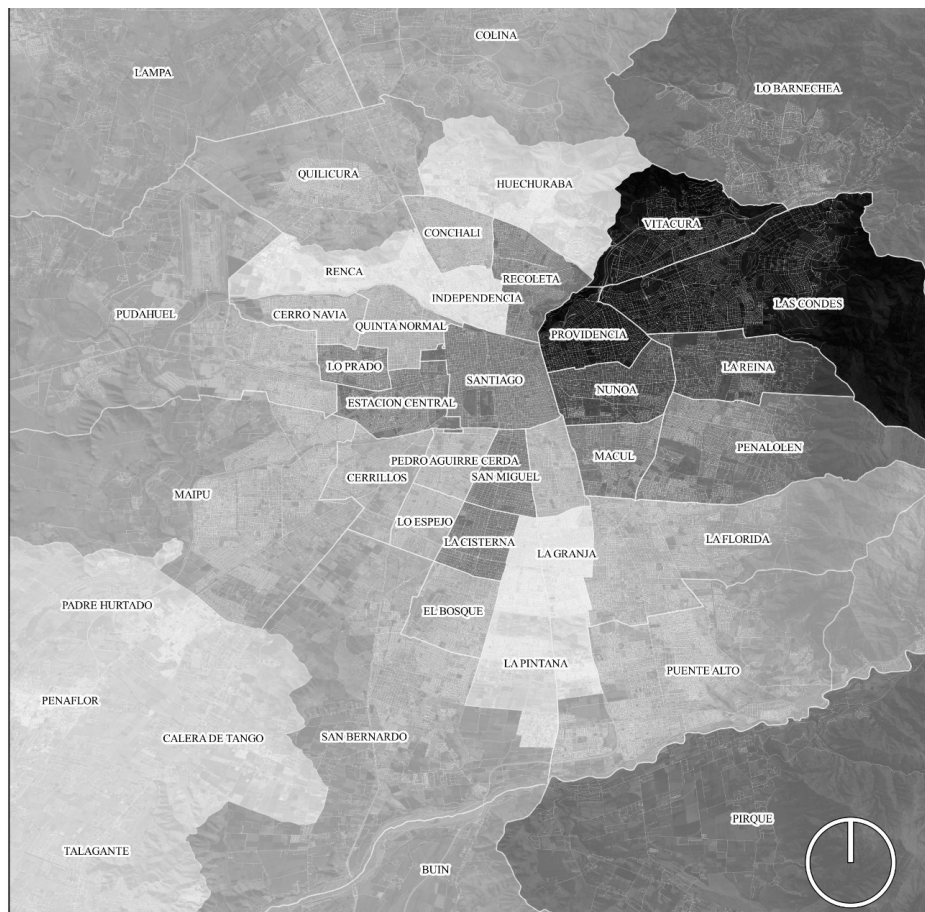 COLINA
LAMPA
LO BARNECHEA
QUILICURA
HUECHURABA
VITACURA
CONCHALI
RENCA
RECOLETA
INDEPENDENCIA
LAS CONDES
PUDAHUEL
CERRO NAVIA
QUINTA NORMAL
PROVIDENCIA
LO PRADO
SANTIAGO
LA REINA
NUNOA
ESTACION CENTRAL
PENALOLEN
MACUL
PEDRO AGUIRRE CERDA
CERRILLOS
SAN MIGUEL
MAIPU
LO ESPEJO
LA CISTERNA
LA GRANJA
LA FLORIDA
PADRE HURTADO
EL BOSQUE
LA PINTANA
PUENTE ALTO
PENAFLOR
CALERA DE TANGO
SAN BERNARDO
PIRQUE
TALAGANTE
BUIN